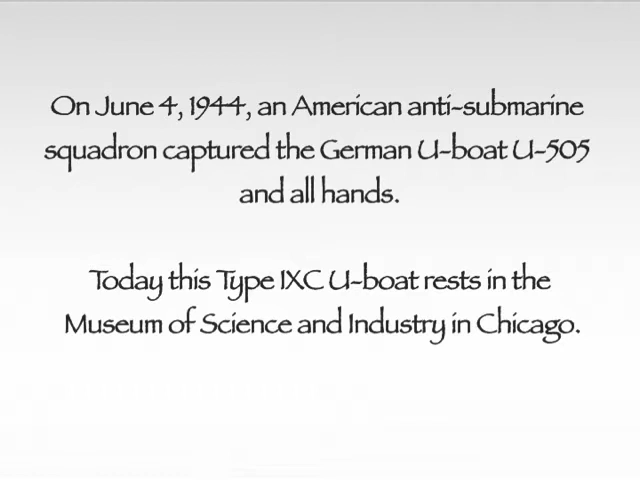 On June 4, 1944, an American anti-submarine
squadron captured the German U-boat U-505
and all hands.
Today this Type IXC U-boat rests in the
Museum of Science and Industry in Chicago.